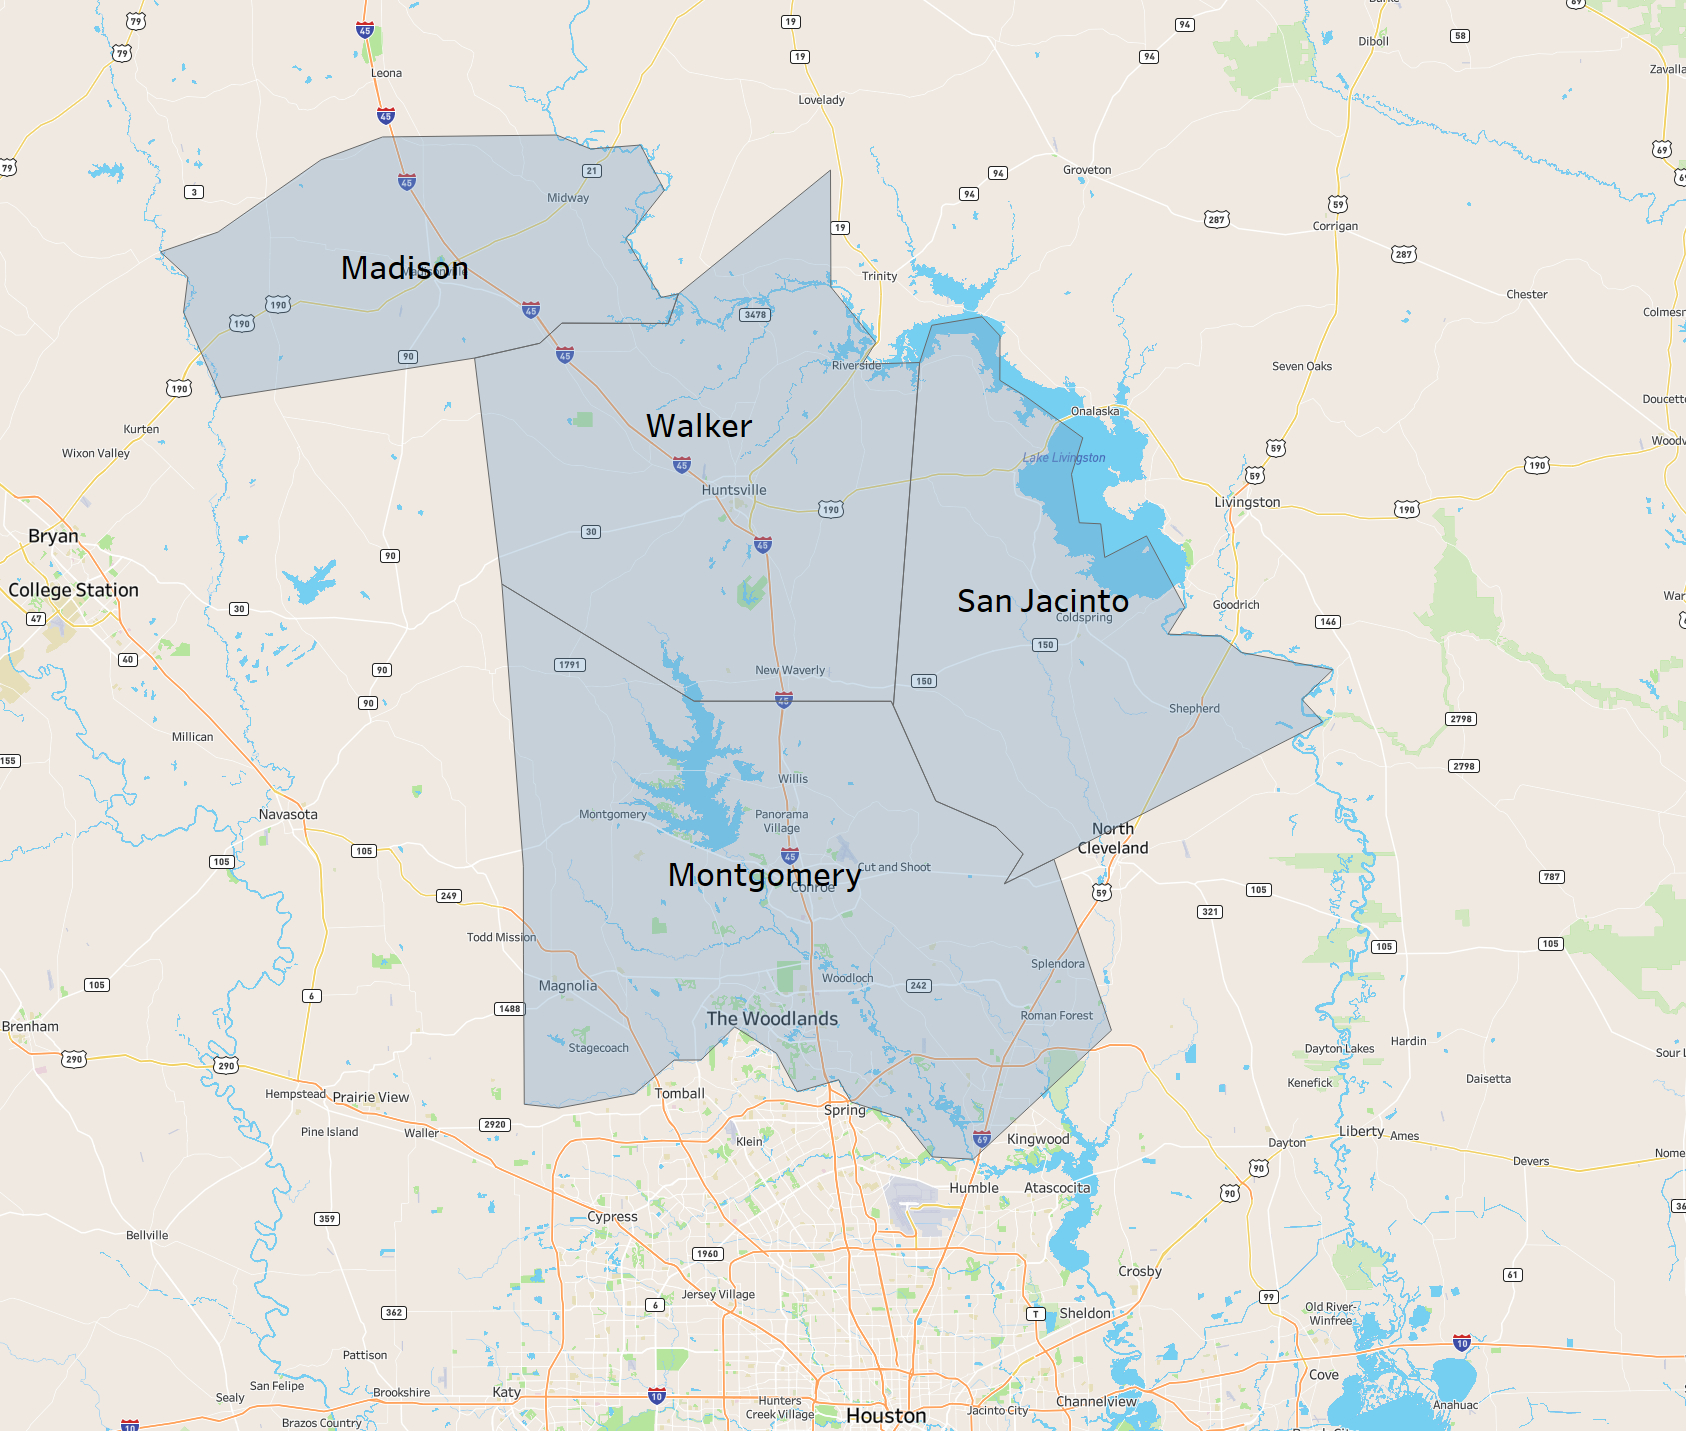 79
45
19
94
69
Diboll
58
79
Leona
19
94
Zavalla
Lovelady
45
79
69
94
Groveton
3
45
21
Midway
94
59
287
Corrigan
19
287
Madison
Trinity
Chester
190
45
3478
190
45
90
Riverside
Seven Oaks
190
Onalaska
Kurten
Walker
59
Wixon Valley
45
Lake Livingston
190
59
Huntsville
Livingston
190
190
Bryan
30
45
90
College Station
San Jacinto
Goodrich
30
Coldspring
47
146
150
40
1791
New Waverly
90
150
45
90
Shepherd
2798
Millican
155
2798
Willis
Navasota
Montgomery
Panorama
Village
North
Cleveland
105
45
105
Cut and Shoot
Montgomery
787
Conroe
249
59
105
321
Todd Mission
105
105
Splendora
105
Magnolia
Woodloch
242
6
1488
The Woodlands
Roman Forest
Brenham
Stagecoach
Dayton Lakes
Hardin
290
290
Kenefick
Daisetta
Hempstead
Prairie View
Tomball
Spring
2920
Pine Island
Waller
Klein
69
Kingwood
Dayton
Liberty
Ames
90
Devers
Nome
Humble
Atascocita
90
359
Cypress
Bellville
1960
Crosby
61
Jersey Village
99
6
362
T
Sheldon
Old River-
Winfree
10
Pattison
San Felipe
Sealy
Brookshire
Katy
10
Hunters
Creek Village
Jacinto City
Channelview
Cove
Anahuac
Houston
Brazos Country
10